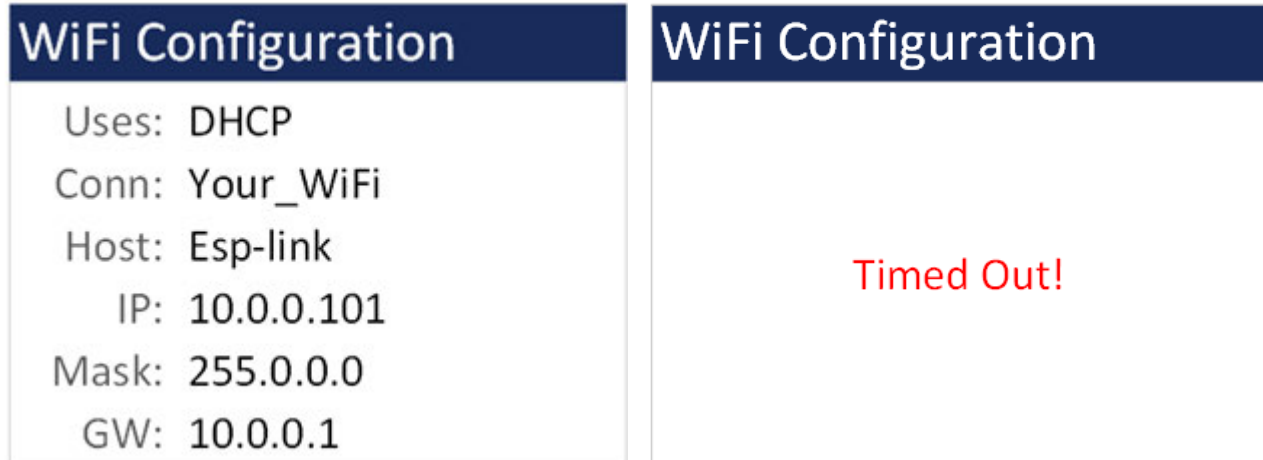 WiFi Configuration
Uses: DHCP
Conn: Your_WiFi
Host: Esp-link
IP: 10.0.0.101
Mask: 255.0.0.0
GW: 10.0.0.1
WiFi Configuration
Timed Out!